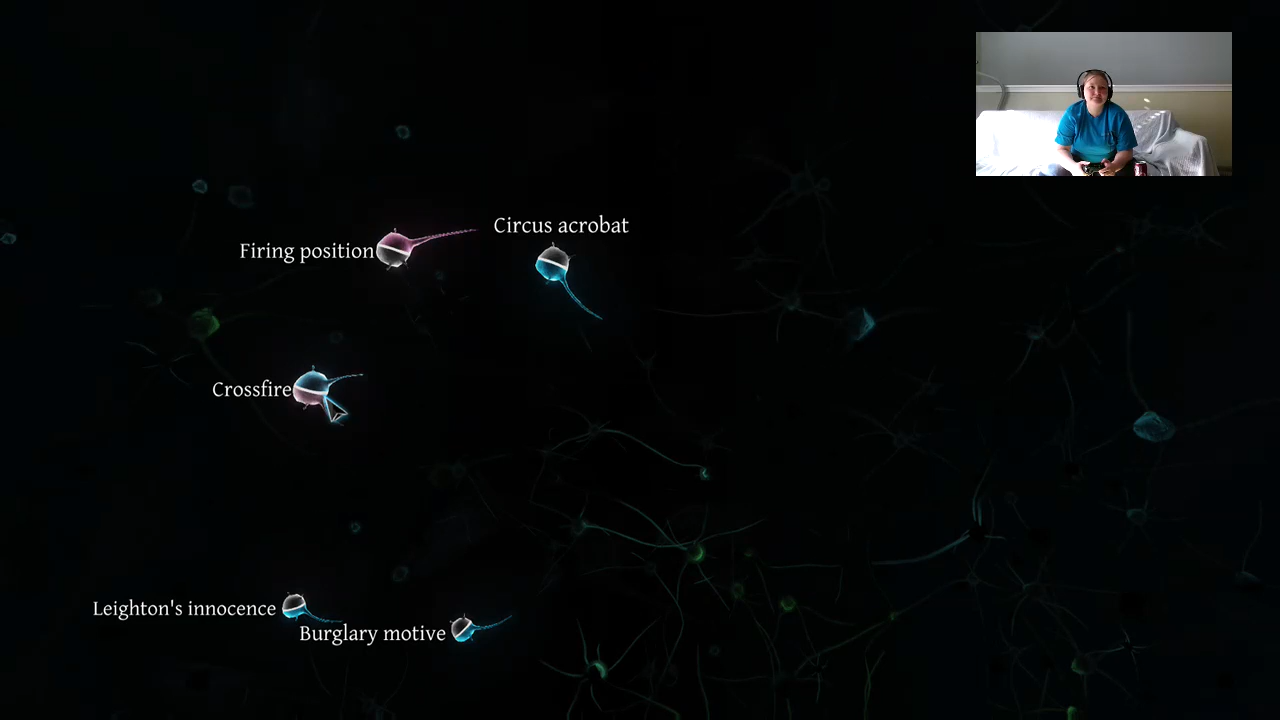 Circus acrobat
Firing position
Crossfire
Leighton's innocence
Burglary motive